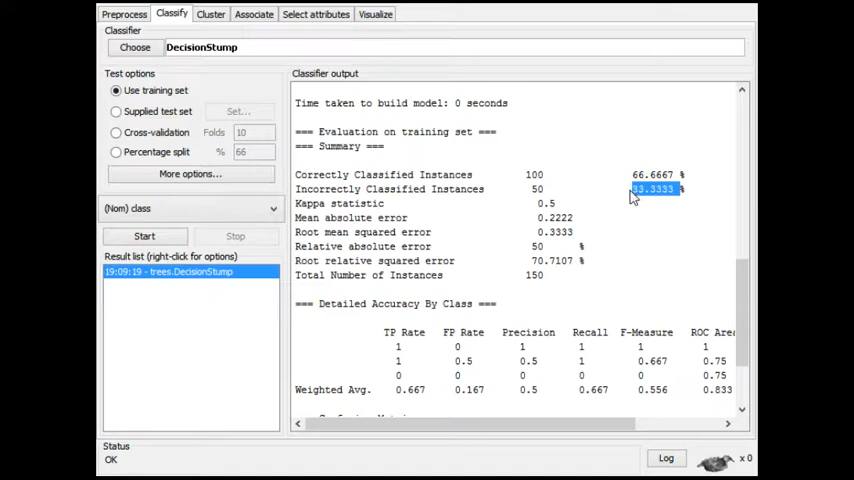 Preprocess Classify Cluster Associate Select attributes Visualize
Classifier
Choose DecisionStump
Test options
Use training set
Supplied test set Set...
Cross-validation Folds 10
Percentage split % 66
More options...
(Nom) class
Start Stop
Result list (right-click for options)
19:09:19 - trees.DecisionStump
Classifier output
Time taken to build model: 0 seconds
=== Evaluation on training set ===
=== Summary ===
Correctly Classified Instances 100 66.6667 %
Incorrectly Classified Instances 50 33.3333 %
Kappa statistic 0.5
Mean absolute error 0.2222
Root mean squared error 0.3333
Relative absolute error 50 %
Root relative squared error 70.7107 %
Total Number of Instances 150
=== Detailed Accuracy By Class ===
TP Rate FP Rate Precision Recall F-Measure ROC Area
1 0 1 1 1 1
1 0.5 0.5 1 0.667 0.75
0 0 0 0 0 0.75
Weighted Avg. 0.667 0.167 0.5 0.667 0.556 0.833
Status
OK
Log x 0